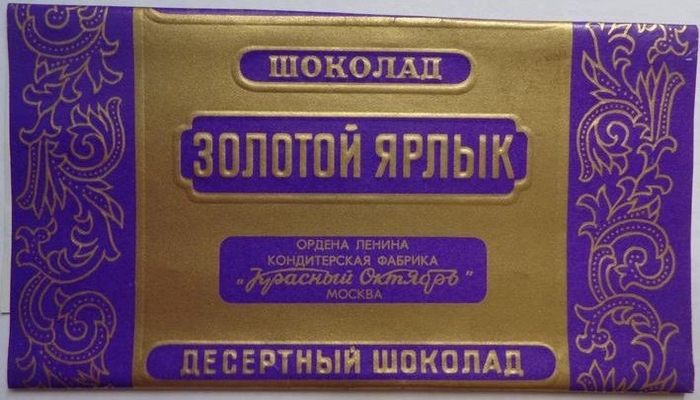 ШОКОЛАД
ЗОЛОТОЙ ЯРЛЫК
ОРДЕНА ЛЕНИНА
КОНДИТЕРСКАЯ ФАБРИКА
„Красный Октябрь"
МОСКВА
ДЕСЕРТНЫЙ ШОКОЛАД